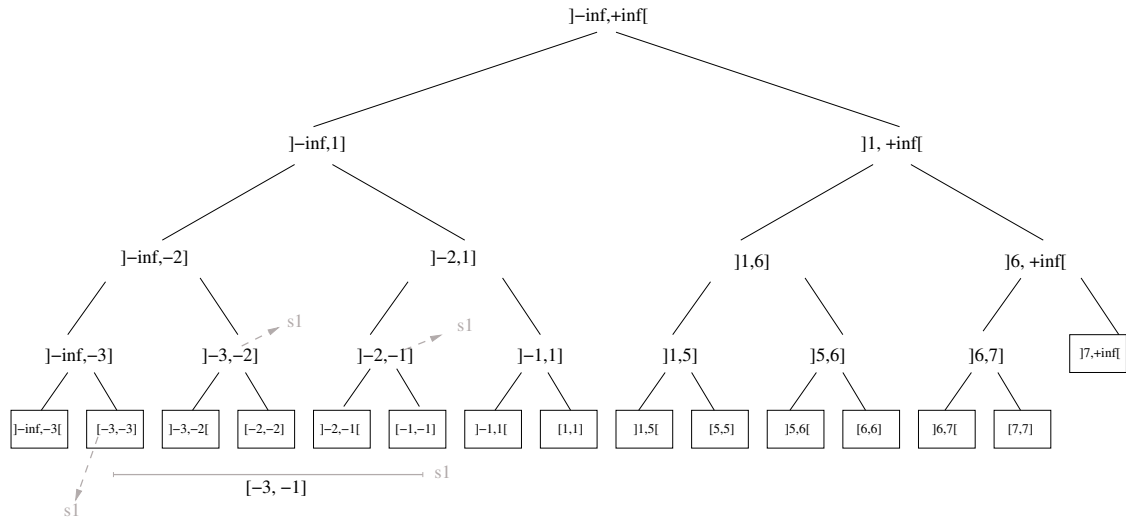 ]−inf,+inf[
]−inf,1] ]1, +inf[
]−inf,−2] ]−2,1] ]1,6] ]6, +inf[
s1 s1
]−inf,−3] ]−3,−2] ]−2,−1] ]−1,1] ]1,5] ]5,6] ]6,7] ]7,+inf[
]−inf,−3[ [−3,−3] ]−3,−2[ [−2,−2] ]−2,−1[ [−1,−1] ]−1,1[ [1,1] ]1,5[ [5,5] ]5,6[ [6,6] ]6,7[ [7,7]
s1
[−3, −1]
s1